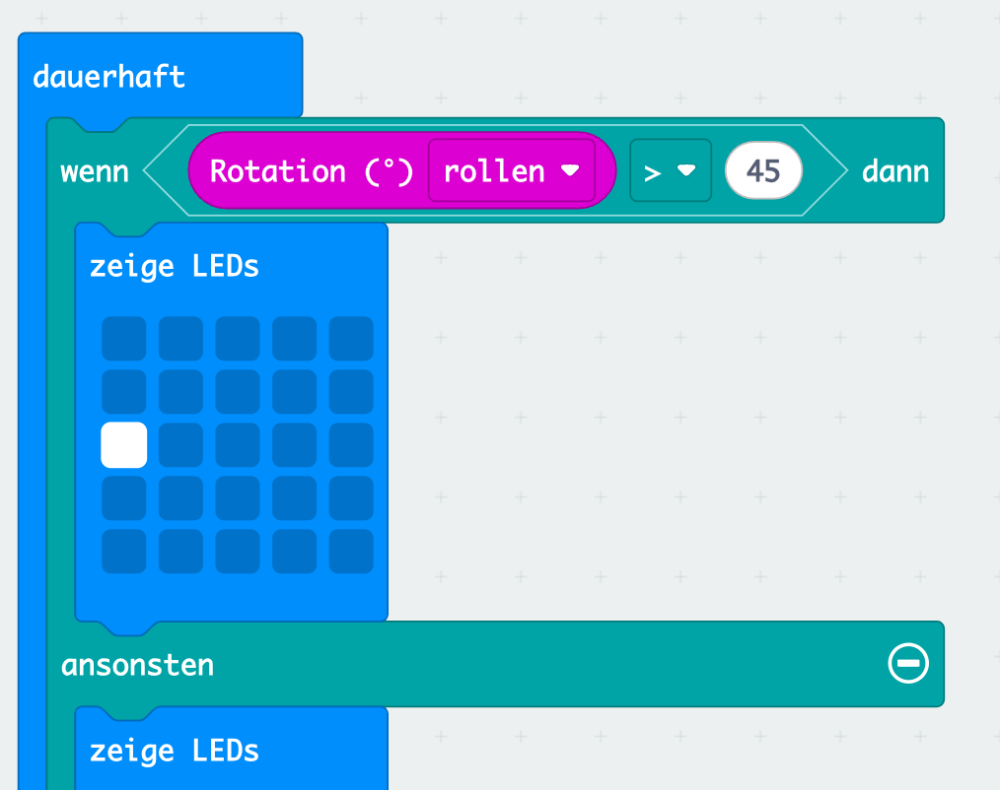 dauerhaft
wenn Rotation (°) rollen > 45 dann
zeige LEDs
ansonsten
zeige LEDs